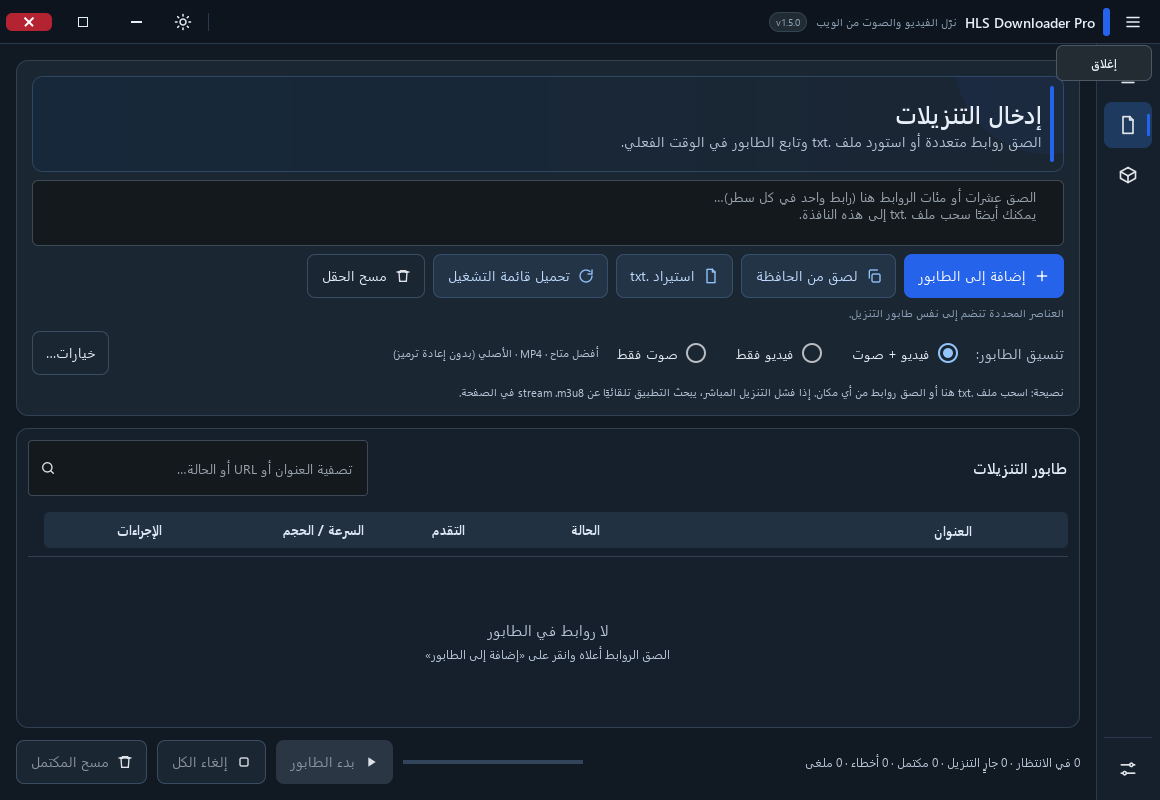 HLS Downloader Pro نزّل الفيديو والصوت من الويب v1.5.0
إغلاق
إدخال التنزيلات
الصق روابط متعددة أو استورد ملف .txt وتابع الطابور في الوقت الفعلي.
الصق عشرات أو مئات الروابط هنا (رابط واحد في كل سطر)...
يمكنك أيضًا سحب ملف .txt إلى هذه النافذة.
إضافة إلى الطابور لصق من الحافظة استيراد .txt تحميل قائمة التشغيل مسح الحقل
العناصر المحددة تنضم إلى نفس طابور التنزيل.
تنسيق الطابور: فيديو + صوت فيديو فقط صوت فقط أفضل متاح · MP4 · الأصلي (بدون إعادة ترميز) خيارات...
نصيحة: اسحب ملف .txt هنا أو الصق روابط من أي مكان. إذا فشل التنزيل المباشر، يبحث التطبيق تلقائيًا عن stream .m3u8 في الصفحة.
طابور التنزيلات تصفية العنوان أو URL أو الحالة...
العنوان الحالة التقدم السرعة / الحجم الإجراءات
لا روابط في الطابور
الصق الروابط أعلاه وانقر على «إضافة إلى الطابور»
0 في الانتظار · 0 جارٍ التنزيل · 0 مكتمل · 0 أخطاء · 0 ملغى بدء الطابور إلغاء الكل مسح المكتمل